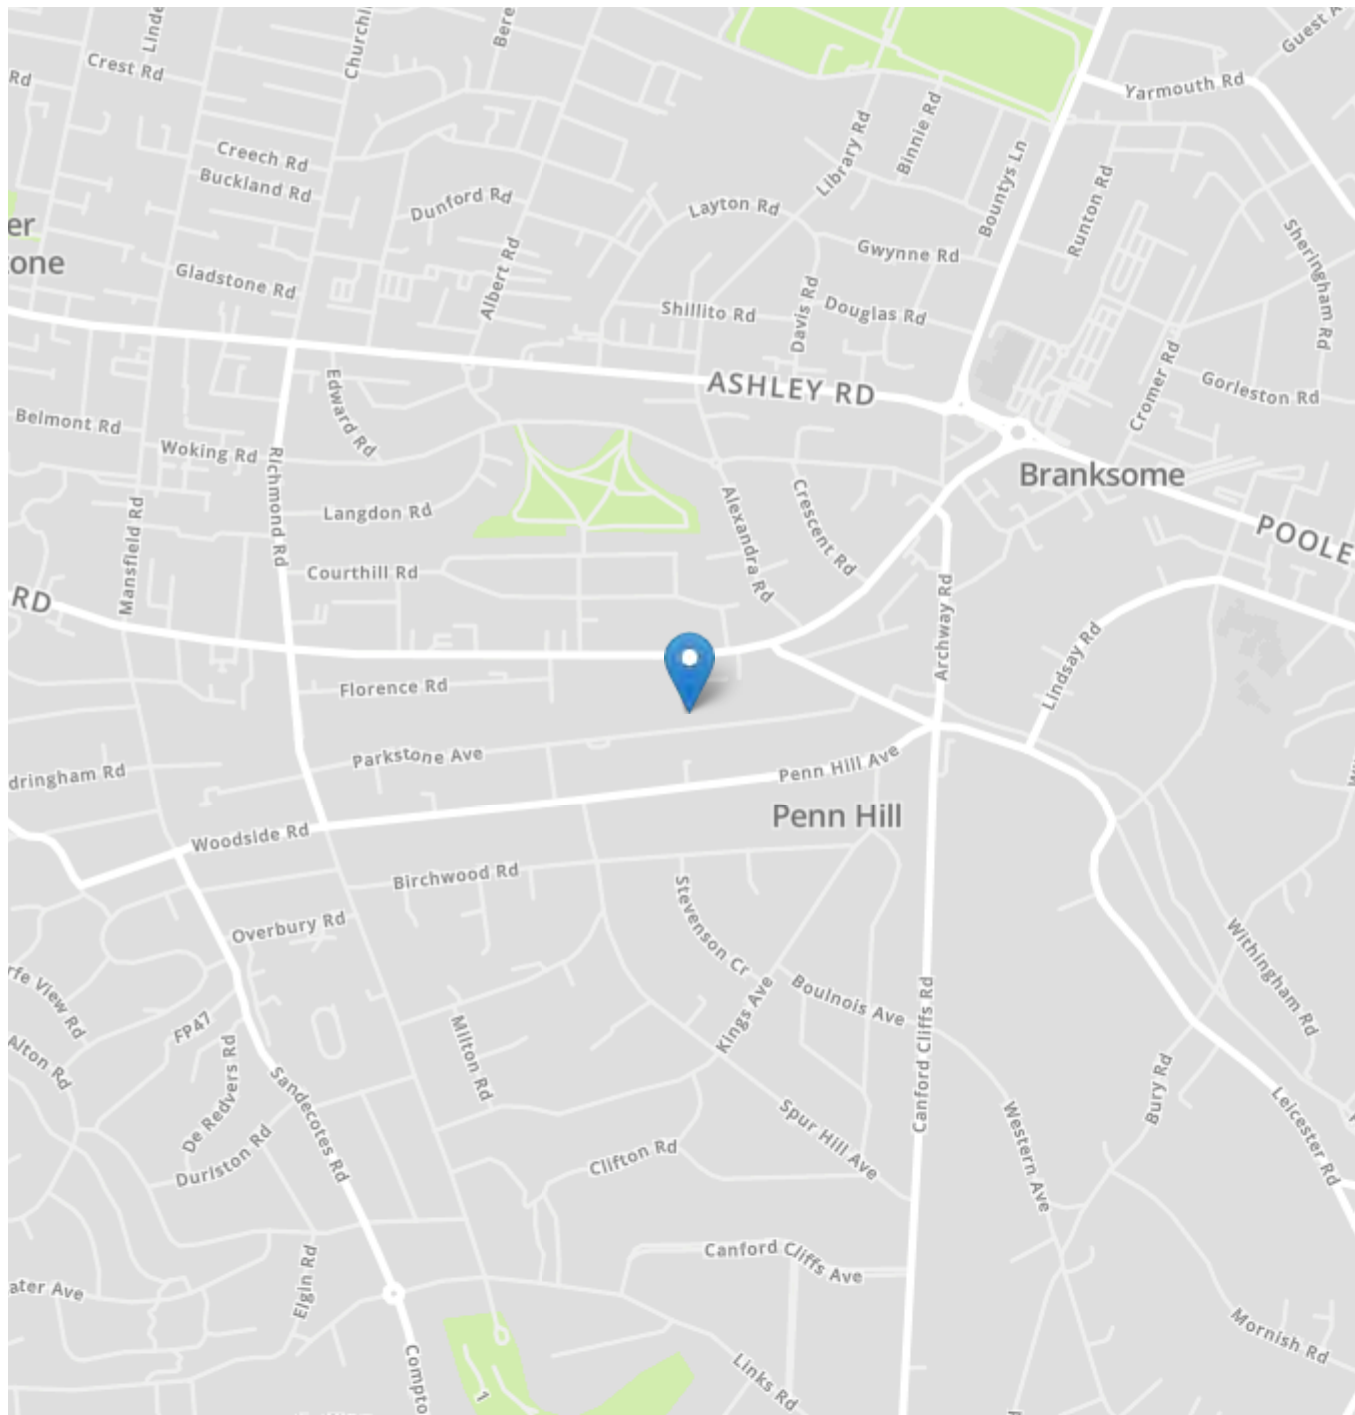 Linde
Churchil
Bere
Guest A
Crest Rd
Rd
Yarmouth Rd
Library Rd
Binnie Rd
Creech Rd
Buckland Rd
Dunford Rd
Bountys Ln
Runton Rd
Layton Rd
er
one
Gwynne Rd
Sheringham Rd
Gladstone Rd
Albert Rd
Shillito Rd
Davis Rd
Douglas Rd
ASHLEY RD
Cromer Rd
Gorleston Rd
Edward Rd
Belmont Rd
Woking Rd
Richmond Rd
Branksome
Langdon Rd
Alexandra Rd
Crescent Rd
POOLE
Mansfield Rd
Courthill Rd
RD
Archway Rd
Lindsay Rd
Florence Rd
Parkstone Ave
dringham Rd
Penn Hill Ave
Penn Hill
Woodside Rd
Birchwood Rd
Stevenson Cr
Overbury Rd
rfe View Rd
FP47
Withingham Rd
Boulnois Ave
Kings Ave
Alton Rd
Milton Rd
De Redvers Rd
Canford Cliffs Rd
Bury Rd
Sandecotes Rd
Durlston Rd
Clifton Rd
Spur Hill Ave
Western Ave
Leicester Rd
Canford Cliffs Ave
ater Ave
Elgin Rd
Mornish Rd
Compto
1
Links Rd